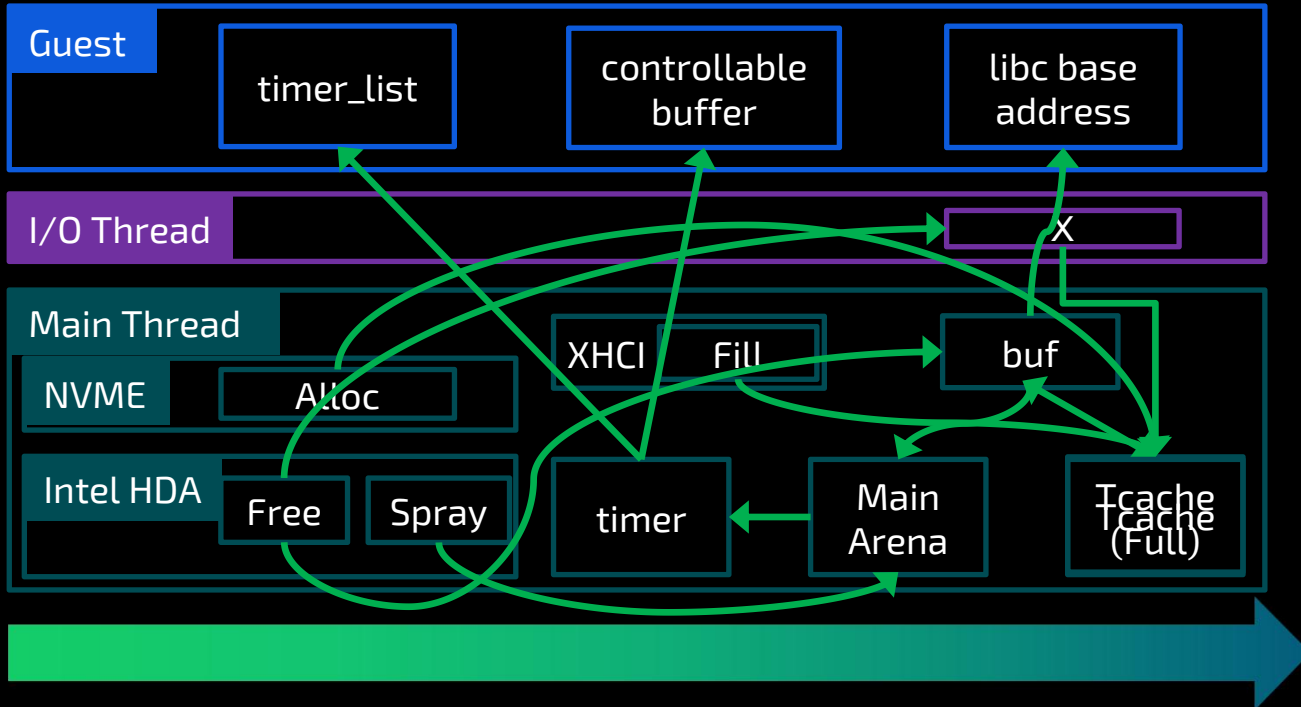 Guest
timer_list
controllable
buffer
libc base
address
I/O Thread
X
Main Thread
NVME
Alloc
XHCI
Fill
buf
Intel HDA
Free
Spray
timer
Main
Arena
Tcache
Tcache
(Full)